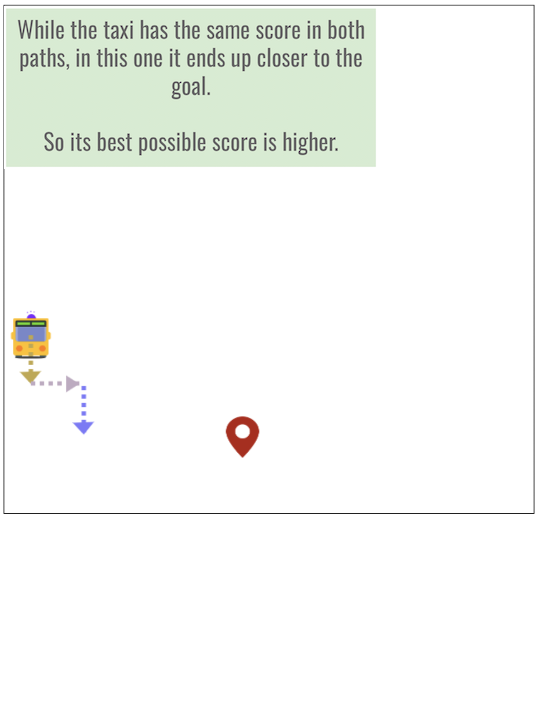 While the taxi has the same score in both
paths, in this one it ends up closer to the
goal.
So its best possible score is higher.